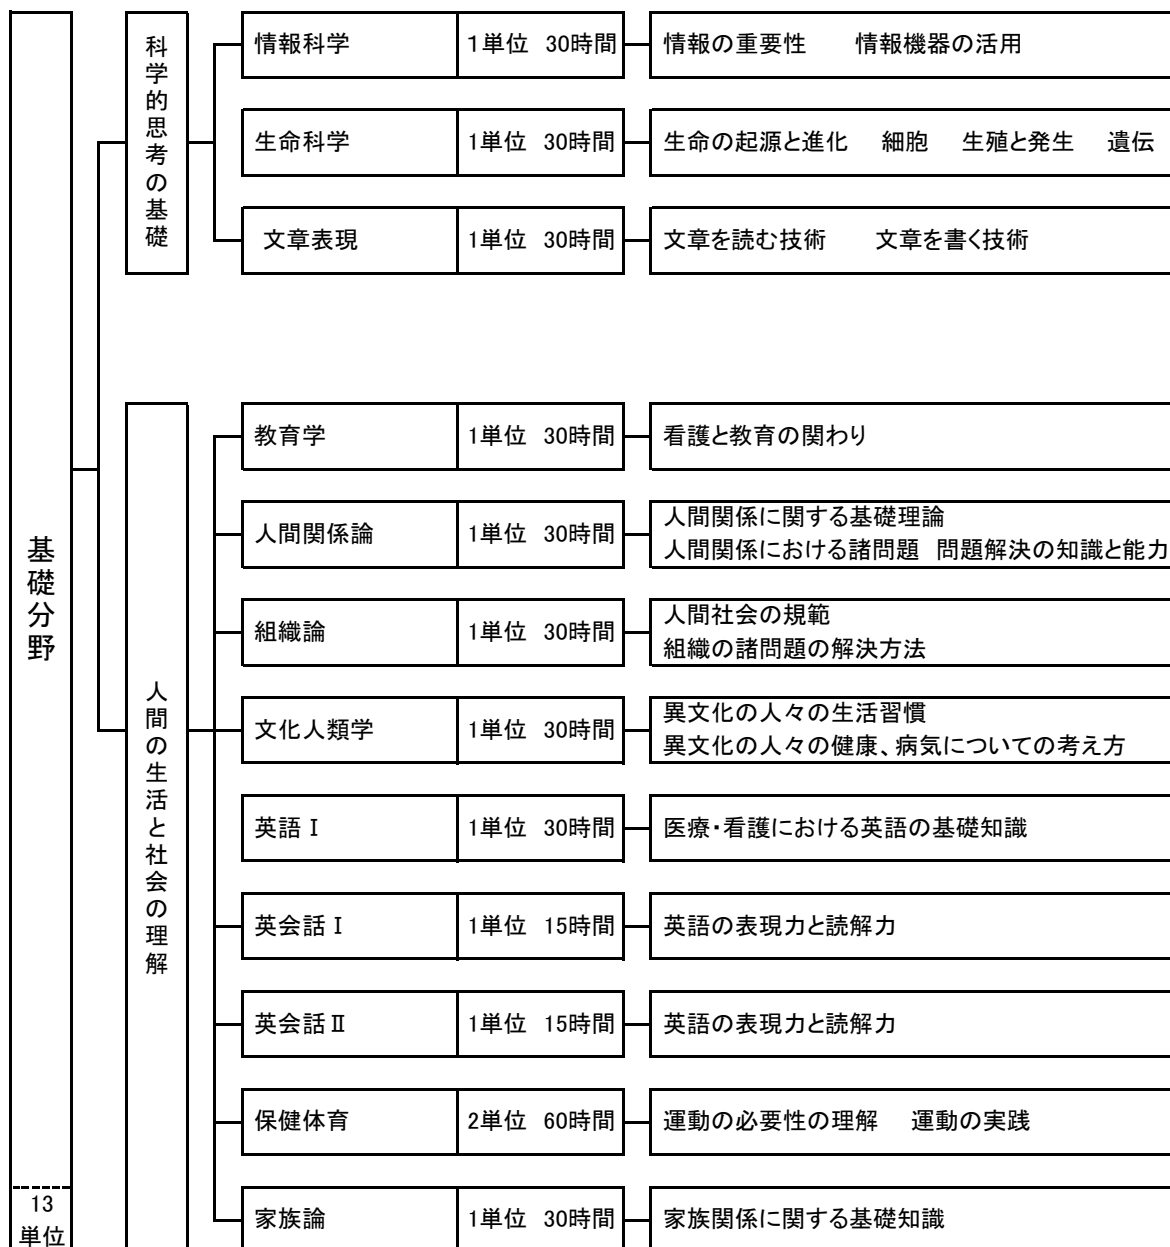 基礎分野
13
単位
科学的思考の基礎
情報科学 1単位 30時間 情報の重要性 情報機器の活用
生命科学 1単位 30時間 生命の起源と進化 細胞 生殖と発生 遺伝
文章表現 1単位 30時間 文章を読む技術 文章を書く技術
人間の生活と社会の理解
教育学 1単位 30時間 看護と教育の関わり
人間関係論 1単位 30時間 人間関係に関する基礎理論
人間関係における諸問題 問題解決の知識と能力
組織論 1単位 30時間 人間社会の規範
組織の諸問題の解決方法
文化人類学 1単位 30時間 異文化の人々の生活習慣
異文化の人々の健康、病気についての考え方
英語Ⅰ 1単位 30時間 医療・看護における英語の基礎知識
英会話Ⅰ 1単位 15時間 英語の表現力と読解力
英会話Ⅱ 1単位 15時間 英語の表現力と読解力
保健体育 2単位 60時間 運動の必要性の理解 運動の実践
家族論 1単位 30時間 家族関係に関する基礎知識